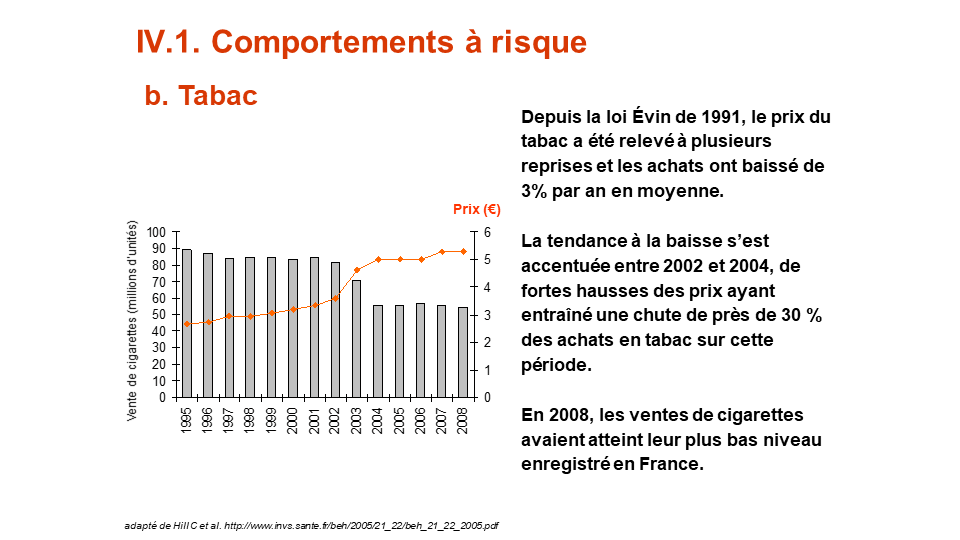 IV.1. Comportements à risque
b. Tabac
Depuis la loi Évin de 1991, le prix du
tabac a été relevé à plusieurs
reprises et les achats ont baissé de
3% par an en moyenne.
La tendance à la baisse s’est
accentuée entre 2002 et 2004, de
fortes hausses des prix ayant
entraîné une chute de près de 30 %
des achats en tabac sur cette
période.
En 2008, les ventes de cigarettes
avaient atteint leur plus bas niveau
enregistré en France.
Prix (€)
Vente de cigarettes (millions d'unités)
100
90
80
70
60
50
40
30
20
10
0
6
5
4
3
2
1
0
1995
1996
1997
1998
1999
2000
2001
2002
2003
2004
2005
2006
2007
2008
adapté de Hill C et al. http://www.invs.sante.fr/beh/2005/21_22/beh_21_22_2005.pdf